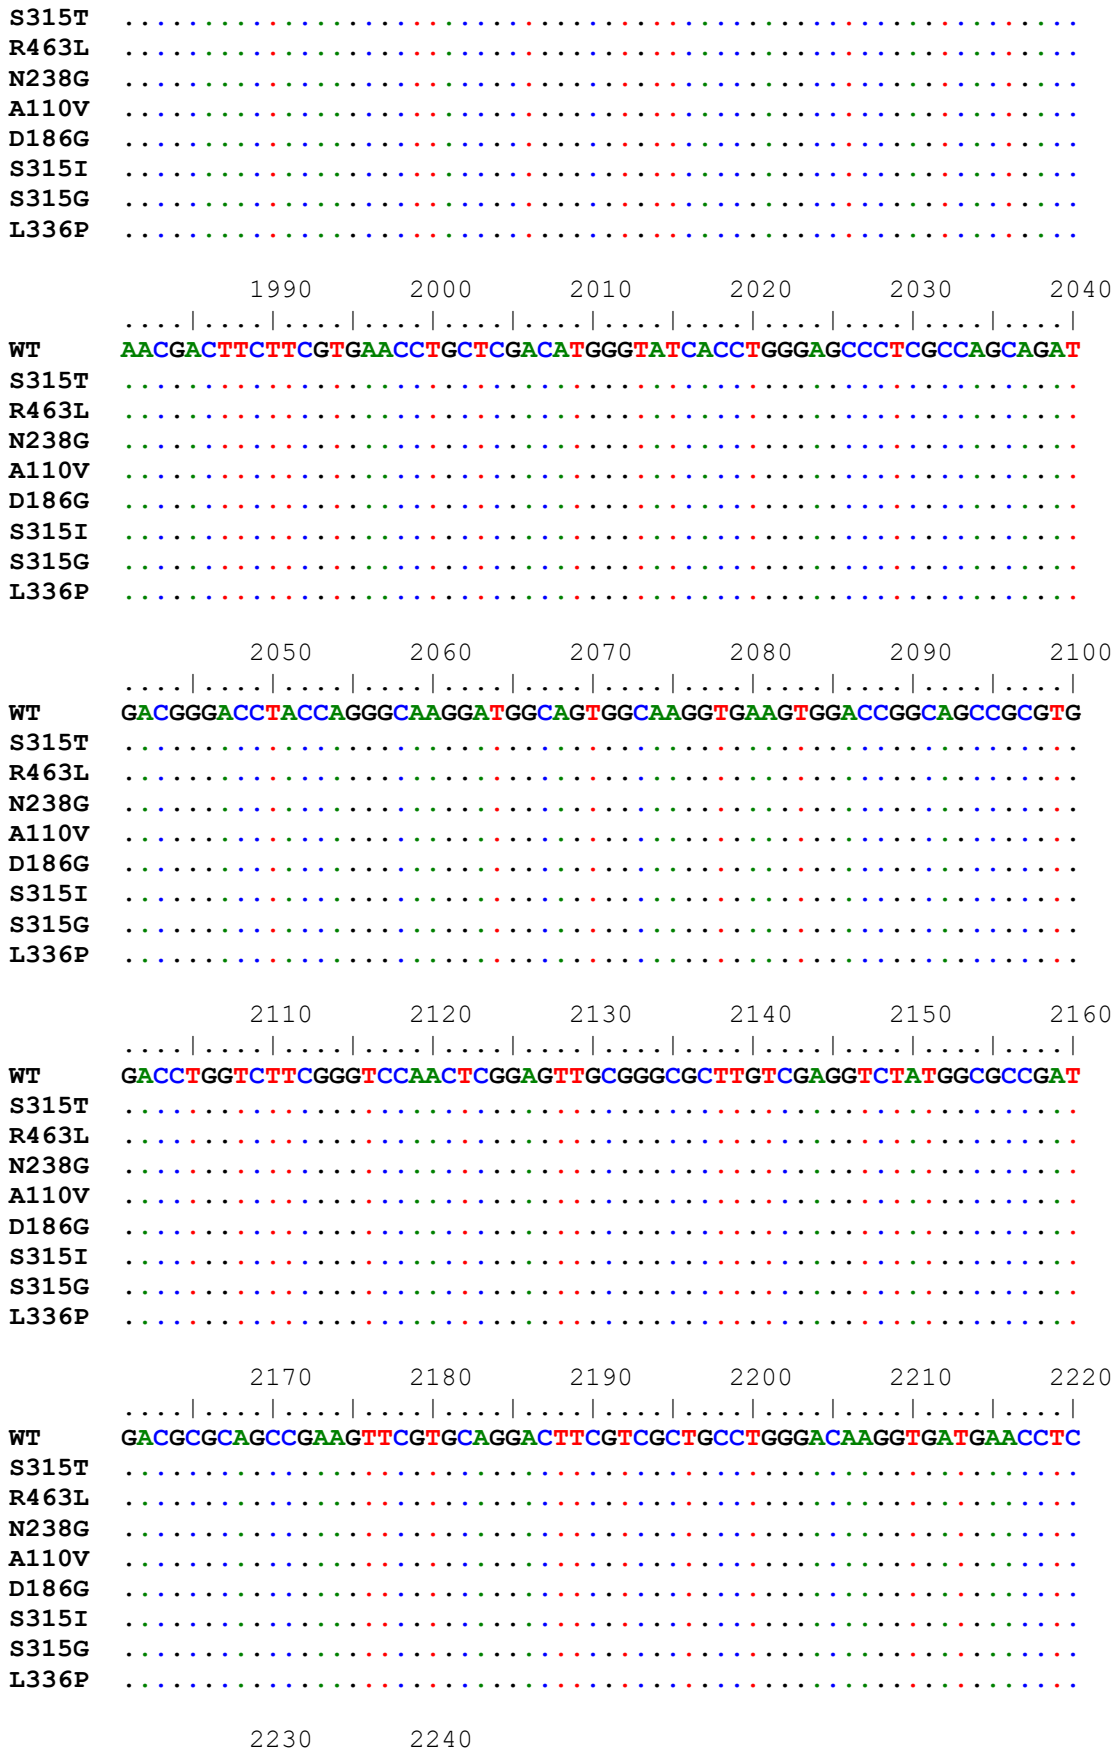 S315T ............................................................
R463L ............................................................
N238G ............................................................
A110V ............................................................
D186G ............................................................
S315I ............................................................
S315G ............................................................
L336P ............................................................
1990 2000 2010 2020 2030 2040
....|....|....|....|....|....|....|....|....|....|....|....|
WT AACGACTTCTTCGTGAACCTGCTCGACATGGGTATCACCTGGGAGCCCTCGCCAGCAGAT
S315T ............................................................
R463L ............................................................
N238G ............................................................
A110V ............................................................
D186G ............................................................
S315I ............................................................
S315G ............................................................
L336P ............................................................
2050 2060 2070 2080 2090 2100
....|....|....|....|....|....|....|....|....|....|....|....|
WT GACGGGACCTACCAGGGCAAGGATGGCAGTGGCAAGGTGAAGTGGACCGGCAGCCGCGTG
S315T ............................................................
R463L ............................................................
N238G ............................................................
A110V ............................................................
D186G ............................................................
S315I ............................................................
S315G ............................................................
L336P ............................................................
2110 2120 2130 2140 2150 2160
....|....|....|....|....|....|....|....|....|....|....|....|
WT GACCTGGTCTTCGGGTCCAACTCGGAGTTGCGGGCGCTTGTCGAGGTCTATGGCGCCGAT
S315T ............................................................
R463L ............................................................
N238G ............................................................
A110V ............................................................
D186G ............................................................
S315I ............................................................
S315G ............................................................
L336P ............................................................
2170 2180 2190 2200 2210 2220
....|....|....|....|....|....|....|....|....|....|....|....|
WT GACGCGCAGCCGAAGTTCGTGCAGGACTTCGTCGCTGCCTGGGACAAGGTGATGAACCTC
S315T ............................................................
R463L ............................................................
N238G ............................................................
A110V ............................................................
D186G ............................................................
S315I ............................................................
S315G ............................................................
L336P ............................................................
2230 2240